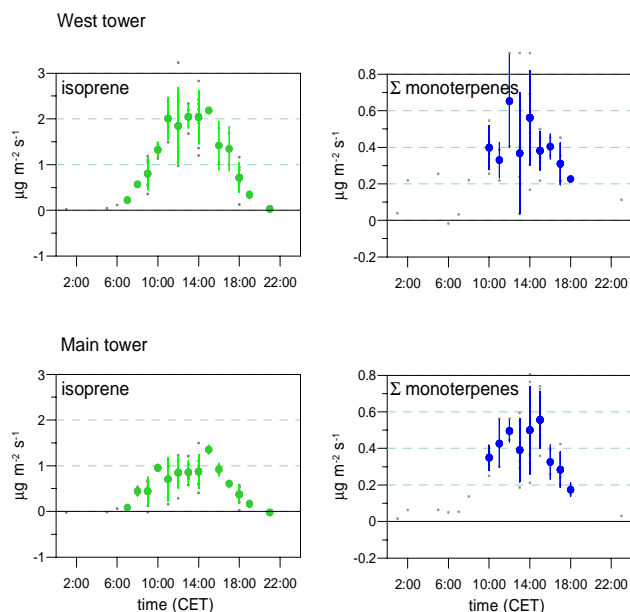 West tower
isoprene
3
2
1
0
-1
µg m⁻² s⁻¹
2:00 6:00 10:00 14:00 18:00 22:00
Σ monoterpenes
0.8
0.6
0.4
0.2
0
-0.2
µg m⁻² s⁻¹
2:00 6:00 10:00 14:00 18:00 22:00
Main tower
isoprene
3
2
1
0
-1
µg m⁻² s⁻¹
2:00 6:00 10:00 14:00 18:00 22:00
time (CET)
Σ monoterpenes
0.8
0.6
0.4
0.2
0
-0.2
µg m⁻² s⁻¹
2:00 6:00 10:00 14:00 18:00 22:00
time (CET)